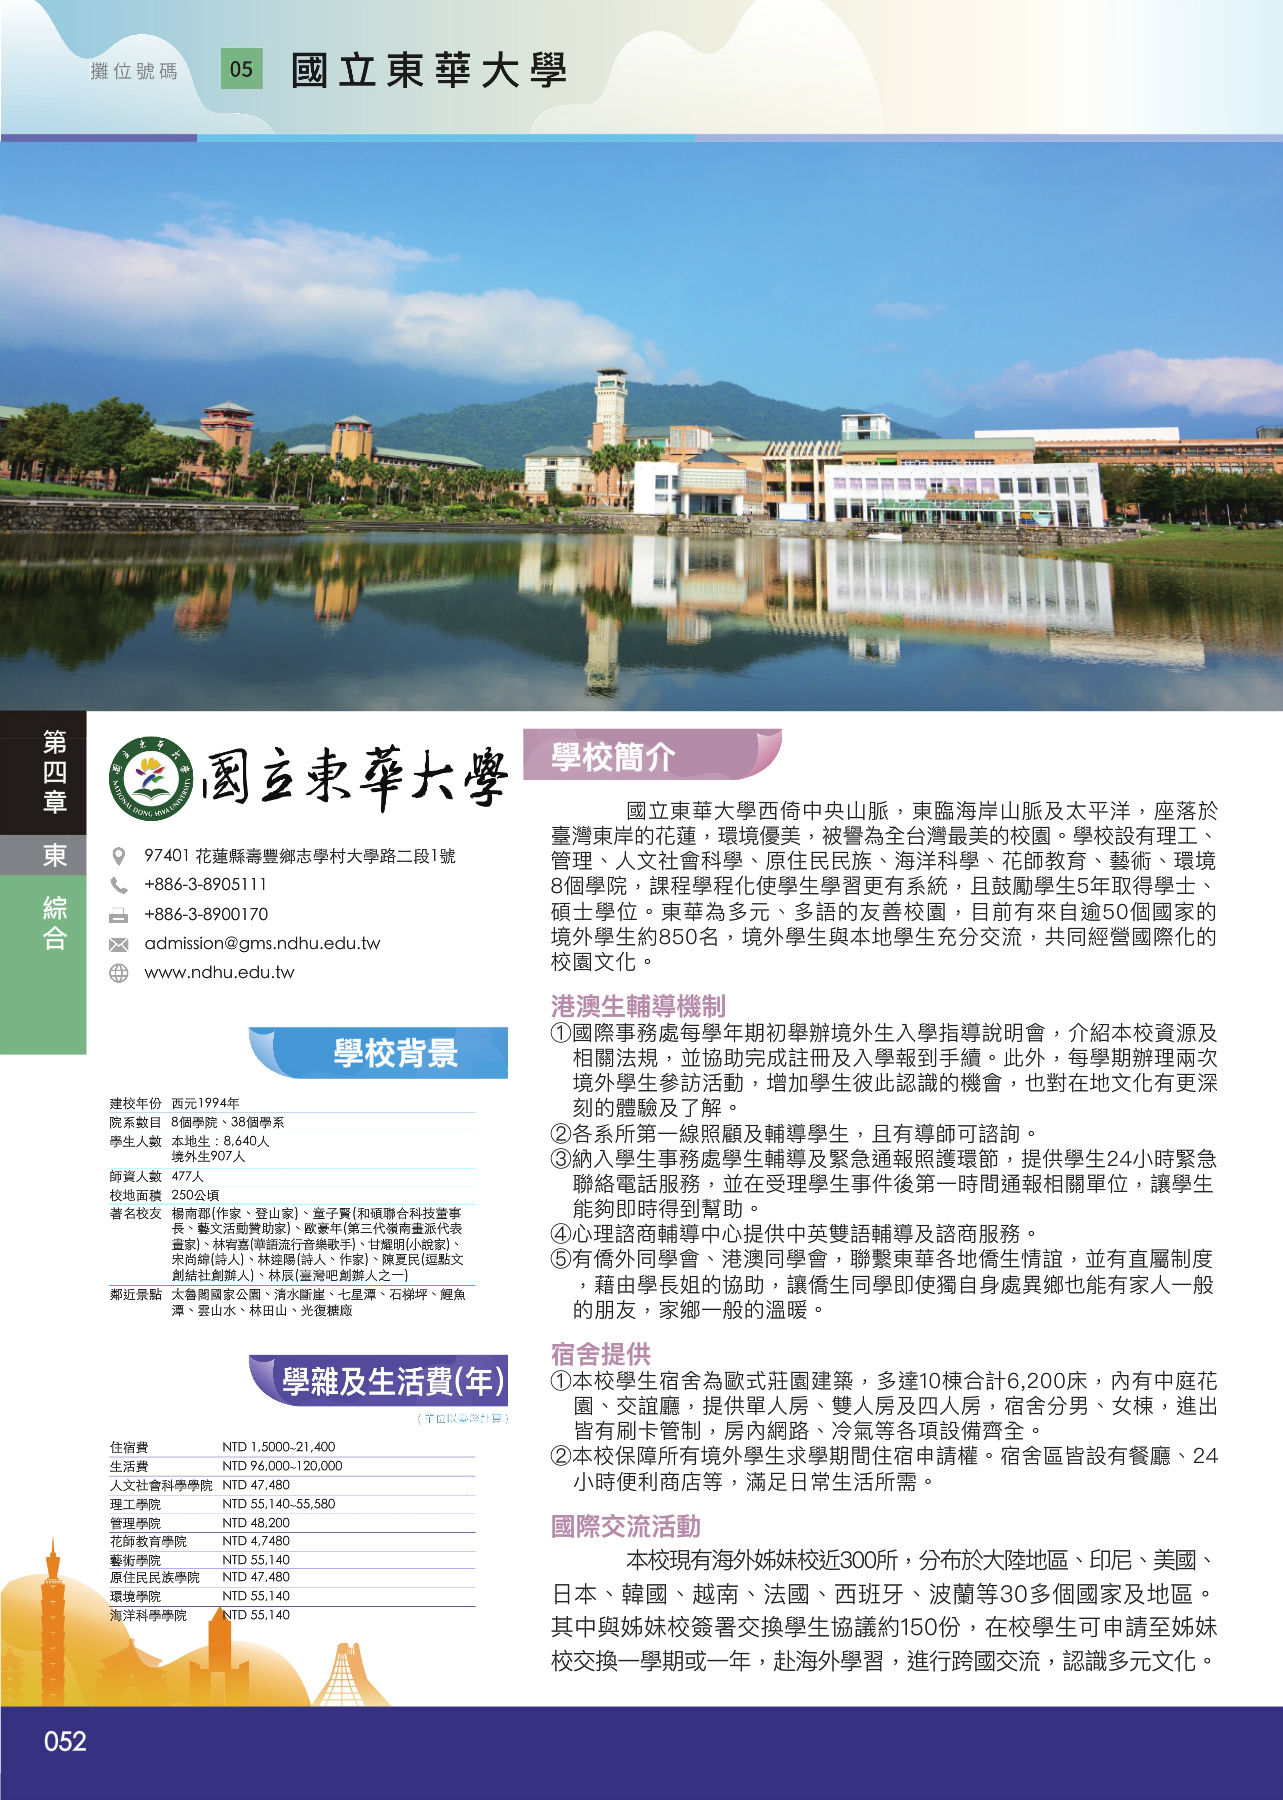 攤位號碼 05 國立東華大學
第四章
東
綜合
國立東華大學
NATIONAL DONG HWA UNIVERSITY
國立東華大學
97401 花蓮縣壽豐鄉志學村大學路二段1號
+886-3-8905111
+886-3-8900170
admission@gms.ndhu.edu.tw
www.ndhu.edu.tw
學校背景
建校年份 西元1994年
院系數目 8個學院、38個學系
學生人數 本地生：8,640人
境外生907人
師資人數 477人
校地面積 250公頃
著名校友 楊南郡(作家、登山家)、童子賢(和碩聯合科技董事
長、藝文活動贊助家)、歐豪年(第三代嶺南畫派代表
畫家)、林宥嘉(華語流行音樂歌手)、甘耀明(小說家)、
宋尚緯(詩人)、林達陽(詩人、作家)、陳夏民(逗點文
創結社創辦人)、林辰(臺灣吧創辦人之一)
鄰近景點 太魯閣國家公園、清水斷崖、七星潭、石梯坪、鯉魚
潭、雲山水、林田山、光復糖廠
學雜及生活費(年)
(單位以臺幣計算)
住宿費 NTD 1,5000~21,400
生活費 NTD 96,000~120,000
人文社會科學學院 NTD 47,480
理工學院 NTD 55,140~55,580
管理學院 NTD 48,200
花師教育學院 NTD 4,7480
藝術學院 NTD 55,140
原住民民族學院 NTD 47,480
環境學院 NTD 55,140
海洋科學學院 NTD 55,140
學校簡介
國立東華大學西倚中央山脈，東臨海岸山脈及太平洋，座落於
臺灣東岸的花蓮，環境優美，被譽為全台灣最美的校園。學校設有理工、
管理、人文社會科學、原住民民族、海洋科學、花師教育、藝術、環境
8個學院，課程學程化使學生學習更有系統，且鼓勵學生5年取得學士、
碩士學位。東華為多元、多語的友善校園，目前有來自逾50個國家的
境外學生約850名，境外學生與本地學生充分交流，共同經營國際化的
校園文化。
港澳生輔導機制
①國際事務處每學年期初舉辦境外生入學指導說明會，介紹本校資源及
相關法規，並協助完成註冊及入學報到手續。此外，每學期辦理兩次
境外學生參訪活動，增加學生彼此認識的機會，也對在地文化有更深
刻的體驗及了解。
②各系所第一線照顧及輔導學生，且有導師可諮詢。
③納入學生事務處學生輔導及緊急通報照護環節，提供學生24小時緊急
聯絡電話服務，並在受理學生事件後第一時間通報相關單位，讓學生
能夠即時得到幫助。
④心理諮商輔導中心提供中英雙語輔導及諮商服務。
⑤有僑外同學會、港澳同學會，聯繫東華各地僑生情誼，並有直屬制度
，藉由學長姐的協助，讓僑生同學即使獨自身處異鄉也能有家人一般
的朋友，家鄉一般的溫暖。
宿舍提供
①本校學生宿舍為歐式莊園建築，多達10棟合計6,200床，內有中庭花
園、交誼廳，提供單人房、雙人房及四人房，宿舍分男、女棟，進出
皆有刷卡管制，房內網路、冷氣等各項設備齊全。
②本校保障所有境外學生求學期間住宿申請權。宿舍區皆設有餐廳、24
小時便利商店等，滿足日常生活所需。
國際交流活動
本校現有海外姊妹校近300所，分布於大陸地區、印尼、美國、
日本、韓國、越南、法國、西班牙、波蘭等30多個國家及地區。
其中與姊妹校簽署交換學生協議約150份，在校學生可申請至姊妹
校交換一學期或一年，赴海外學習，進行跨國交流，認識多元文化。
052